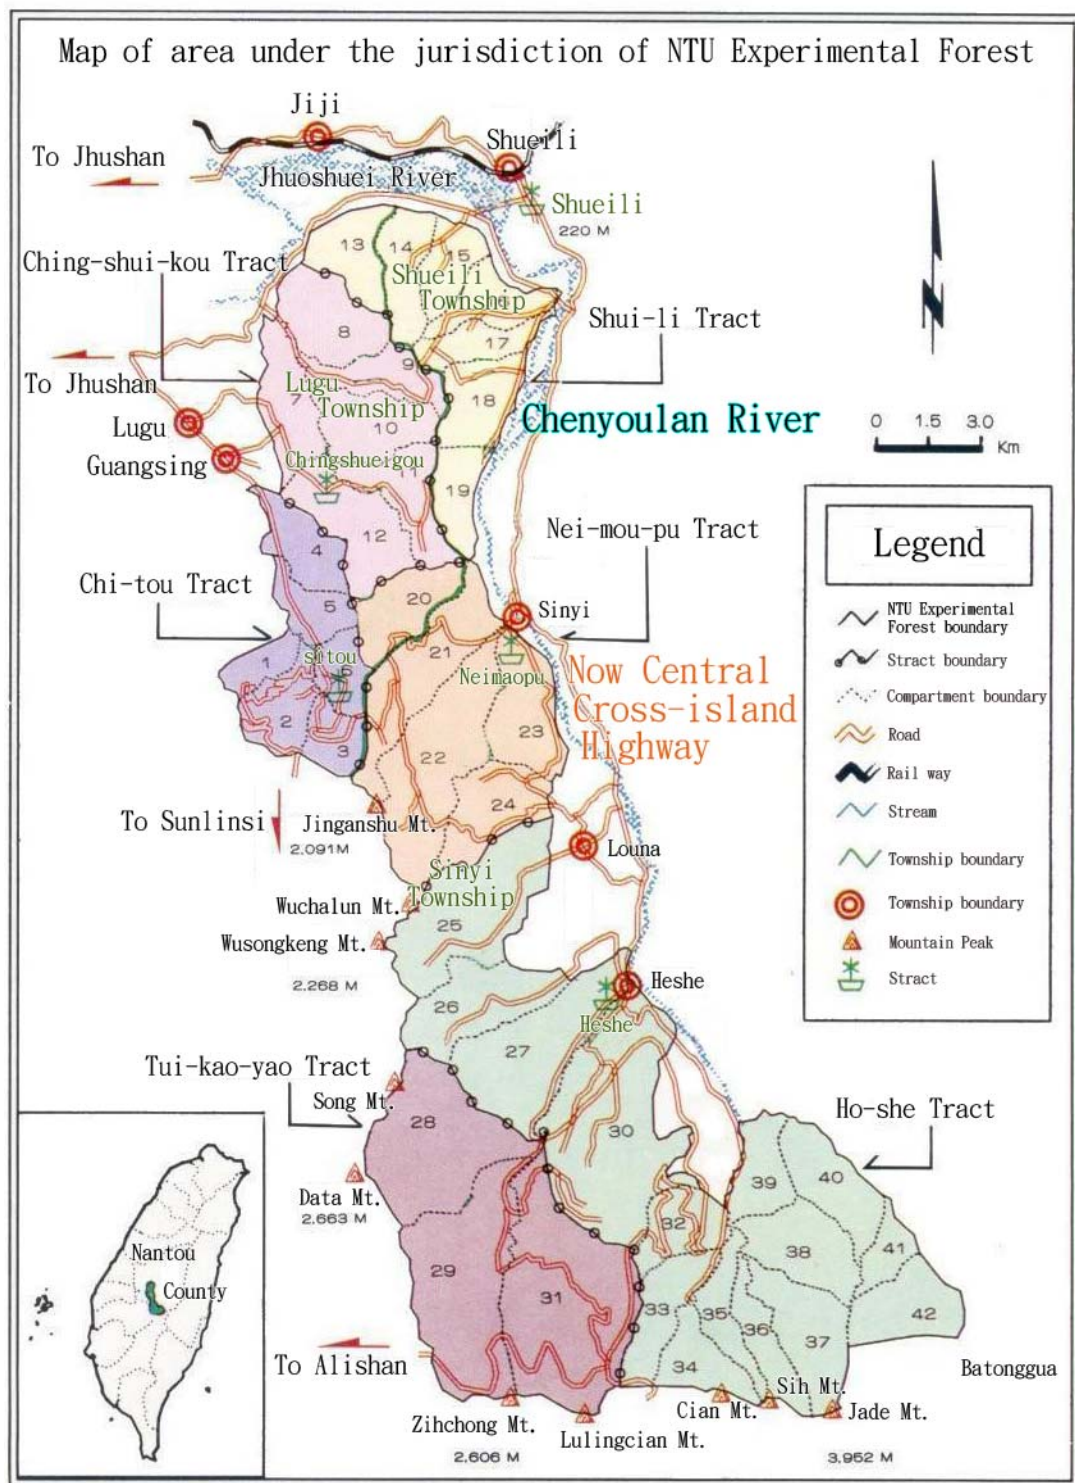 Map of area under the jurisdiction of NTU Experimental Forest
Jiji
Shueili
To Jhushan
Jhuoshuei River
Shueili
220 M
13
14
15
Ching-shui-kou Tract
Shueili
Township
16
Shui-li Tract
8
17
9
To Jhushan
Lugu
Township
7
18
10
Chenyoulan River
0 1.5 3.0
Km
Lugu
Guangsing
Chingshueigou
11
19
12
Nei-mou-pu Tract
4
Chi-tou Tract
5
20
Sinyi
21
1
sitou
6
Neimaopu
Now Central
Cross-island
Highway
2
3
22
23
24
To Sunlinsi
Jinganshu Mt.
2.091M
Louna
Sinyi
Township
Wuchalun Mt.
25
Wusongkeng Mt.
2.268 M
26
Heshe
Heshe
27
Tui-kao-yao Tract
Song Mt.
28
30
Ho-she Tract
39
40
Data Mt.
2.663 M
32
38
41
29
31
33
35
36
37
42
34
To Alishan
Batonggua
Sih Mt.
Cian Mt.
Jade Mt.
Zihchong Mt.
Lulingcian Mt.
2.606 M
3,952 M
N
Legend
NTU Experimental
Forest boundary
Stract boundary
Compartment boundary
Road
Rail way
Stream
Township boundary
Township boundary
Mountain Peak
Stract
Nantou
County